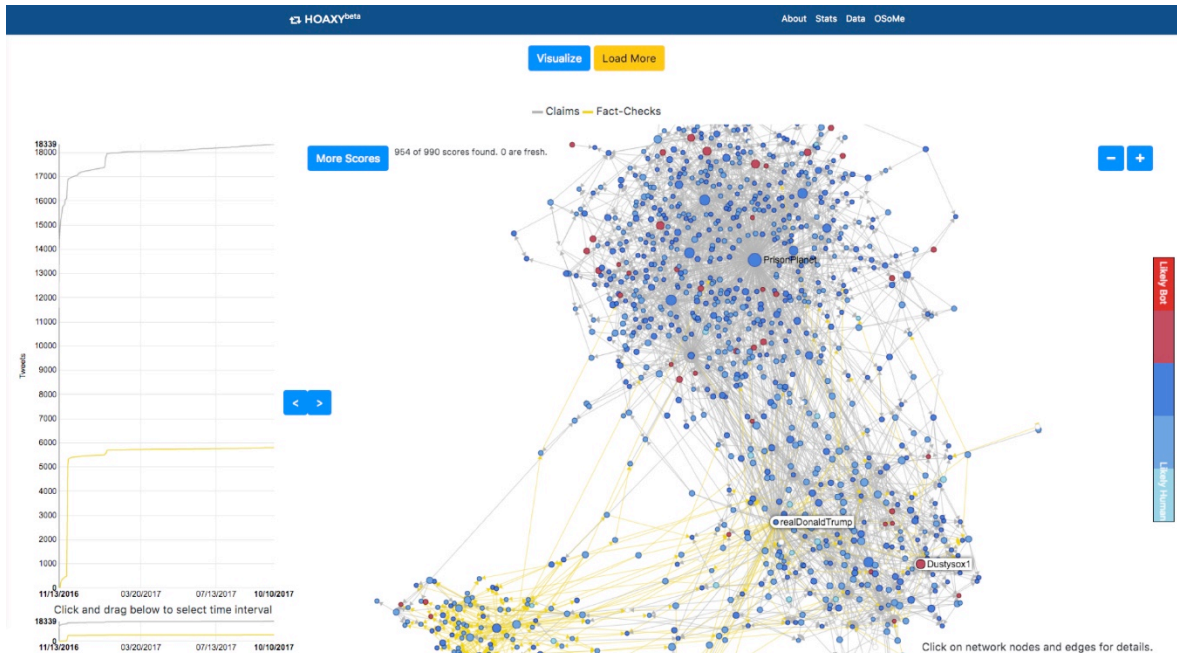 HOAXYbeta
About Stats Data OSoMe
Visualize Load More
Claims Fact-Checks
More Scores 954 of 990 scores found. 0 are fresh.
− +
18339
18000
17000
16000
15000
14000
13000
12000
11000
10000
9000
8000
7000
6000
5000
4000
3000
2000
1000
0
Tweets
11/13/2016 03/20/2017 07/13/2017 10/10/2017
Click and drag below to select time interval
18339
0
11/13/2016 03/20/2017 07/13/2017 10/10/2017
< >
PrisonPlanet
realDonaldTrump
Dustysox1
Likely Bot
Likely Human
Click on network nodes and edges for details.